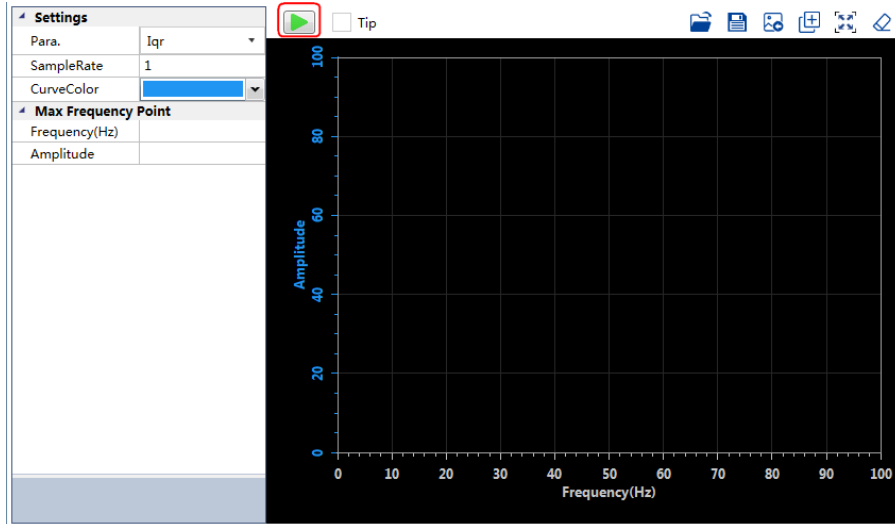 Settings
Para. Iqr
SampleRate 1
CurveColor
Max Frequency Point
Frequency(Hz)
Amplitude
Tip
100
80
60
40
20
0
Amplitude
0 10 20 30 40 50 60 70 80 90 100
Frequency(Hz)